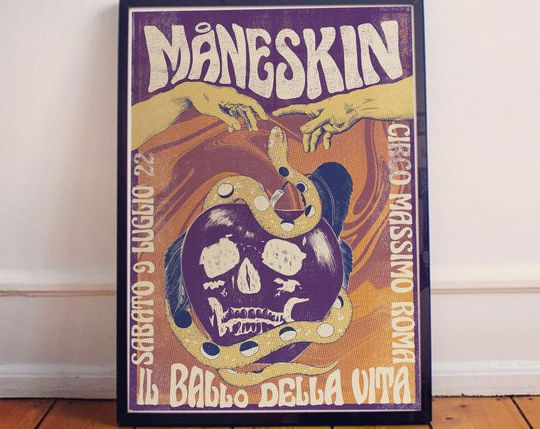 MÅNESKIN
SABATO 9 LUGLIO 22
CIRCO MASSIMO ROMA
IL BALLO DELLA VITA